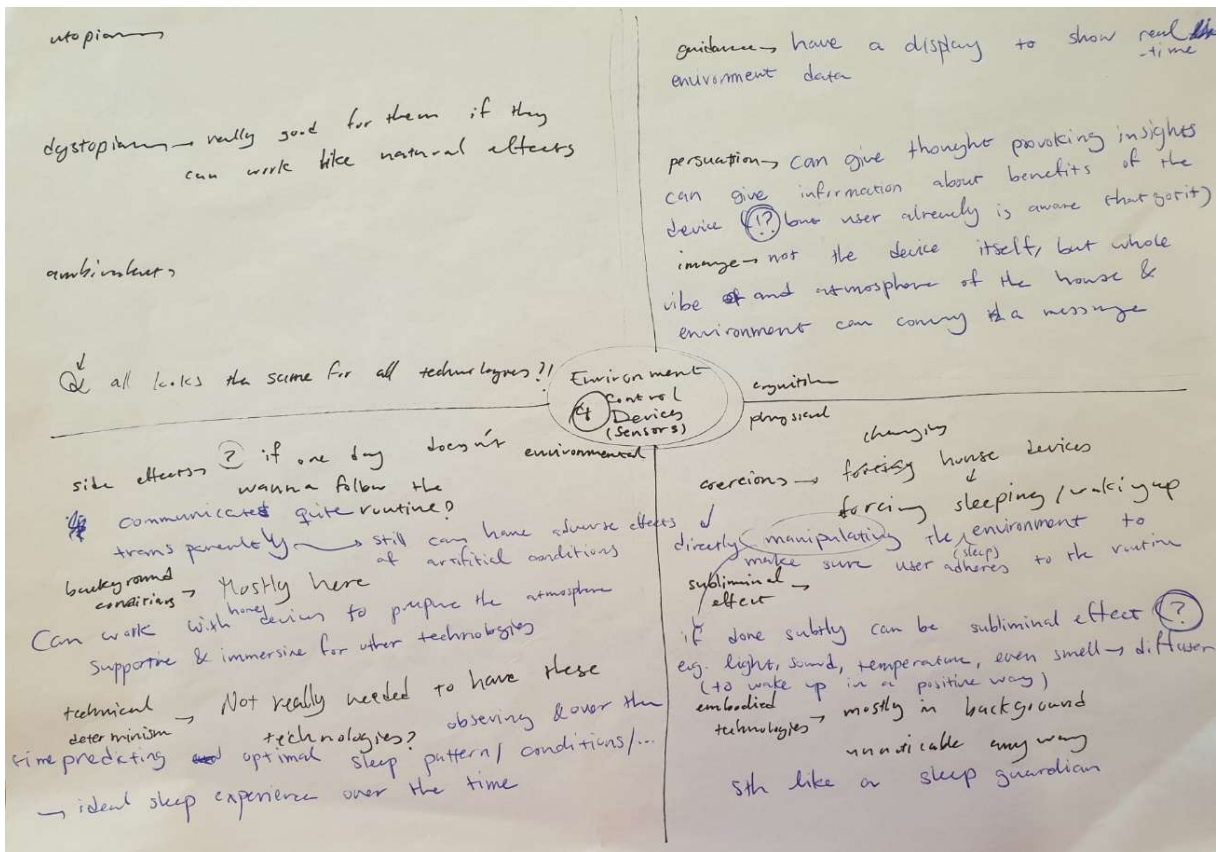 utopian →
dystopian → really good for them if they
can work like natural effects
ambivalent →
Q all looks the same for all technologies?!
guidance → have a display to show real
-time
enviroment data
persuation → can give thought provoking insights
can give information about benefits of the
device (!? but user already is aware that got it)
image → not the device itself, but whole
vibe and atmosphere of the house &
environment can convey a message
Environment
4 Control
Devices
(sensors)
cognitive
physical
environmental
side effects → ? if one day doesn't
wanna follow the
communicated quite routine?
transparently → still can have adverse effects
of artifitial conditions
background
conditions → Mostly here
Can work with home devices to prepare the atmosphere
Supportive & immersive for other technologies
technical
determinism → Not really needed to have these
technologies? observing & over the
time predicting optimal sleep pattern / conditions /...
→ ideal sleep experience over the time
changing
coercions → house devices
forcing sleeping / waking up
directly manipulating the environment to
(sleep)
make sure user adheres to the routine
subliminal
effect →
if done subtly can be subliminal effect ?
e.g. light, sound, temperature, even smell → diffuser
(to wake up in a positive way)
embodied
technologies → mostly in background
unnoticable anyway
sth like a sleep guardian